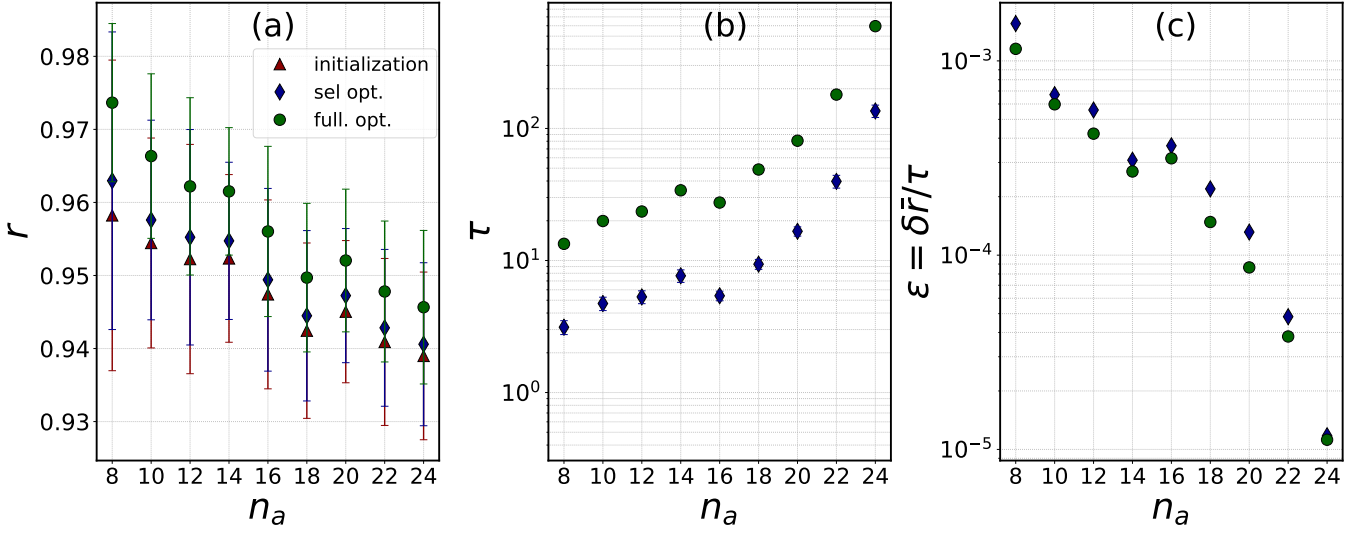 (a)
initialization
sel opt.
full. opt.
0.98
0.97
0.96
0.95
0.94
0.93
r
8 10 12 14 16 18 20 22 24
n_a
(b)
10^2
10^1
10^0
τ
8 10 12 14 16 18 20 22 24
n_a
(c)
10^-3
10^-4
10^-5
ε = δr̄/τ
8 10 12 14 16 18 20 22 24
n_a